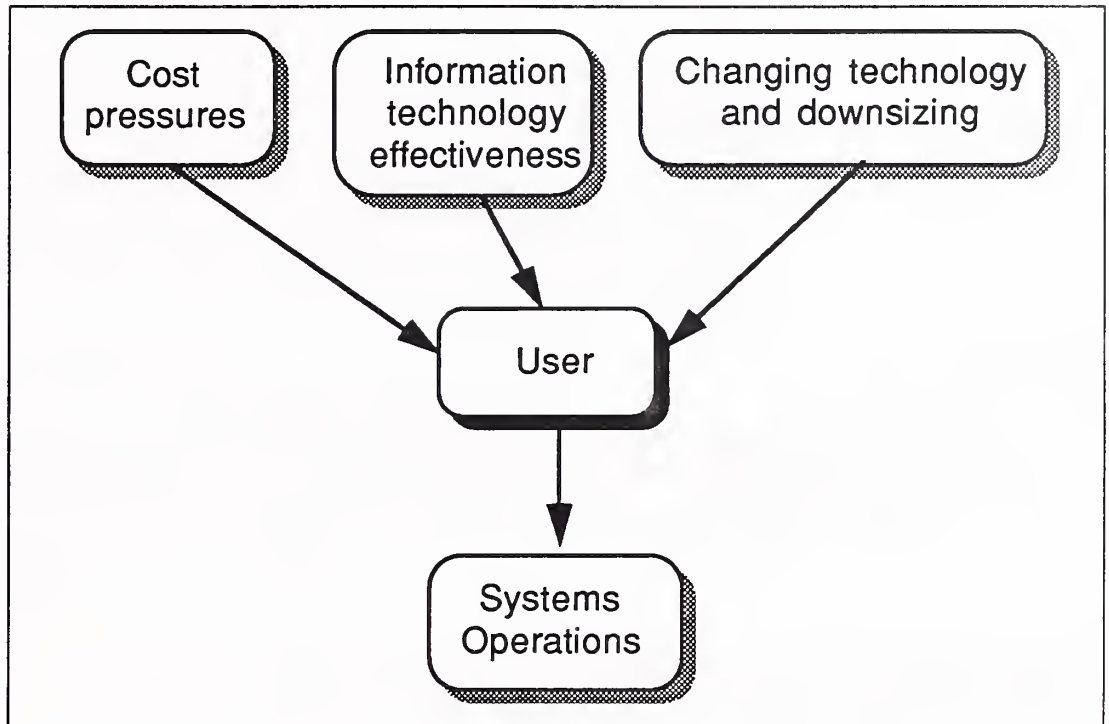 Cost
pressures
Information
technology
effectiveness
Changing technology
and downsizing
User
Systems
Operations